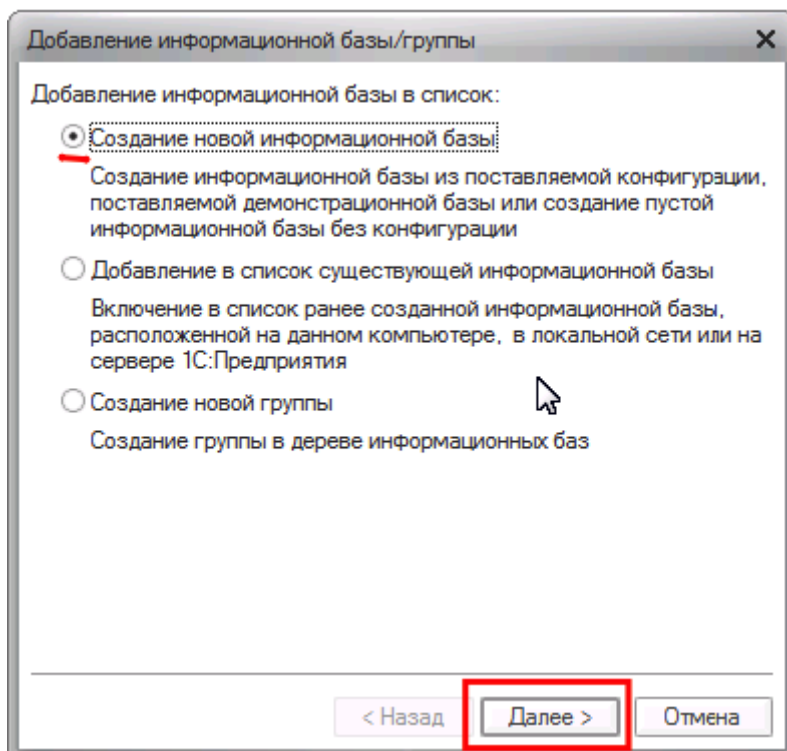 Добавление информационной базы/группы
Добавление информационной базы в список:
Создание новой информационной базы
Создание информационной базы из поставляемой конфигурации,
поставляемой демонстрационной базы или создание пустой
информационной базы без конфигурации
Добавление в список существующей информационной базы
Включение в список ранее созданной информационной базы,
расположенной на данном компьютере, в локальной сети или на
сервере 1С:Предприятия
Создание новой группы
Создание группы в дереве информационных баз
< Назад Далее > Отмена